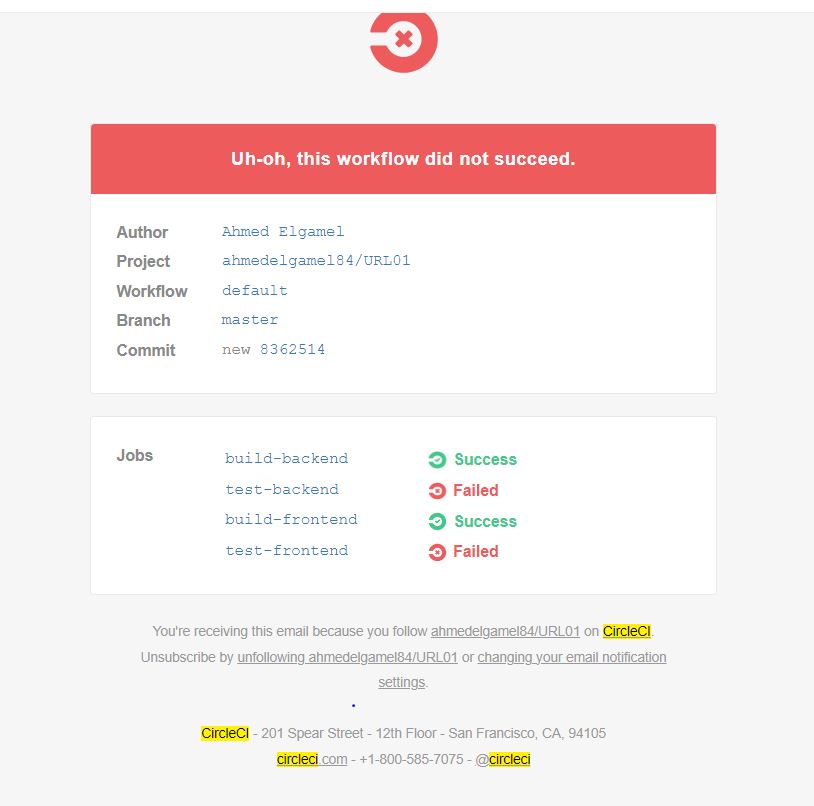 Uh-oh, this workflow did not succeed.
Author Ahmed Elgamel
Project ahmedelgamel84/URL01
Workflow default
Branch master
Commit new 8362514
Jobs build-backend Success
test-backend Failed
build-frontend Success
test-frontend Failed
You're receiving this email because you follow ahmedelgamel84/URL01 on CircleCI.
Unsubscribe by unfollowing ahmedelgamel84/URL01 or changing your email notification
settings.
CircleCI - 201 Spear Street - 12th Floor - San Francisco, CA, 94105
circleci.com - +1-800-585-7075 - @circleci